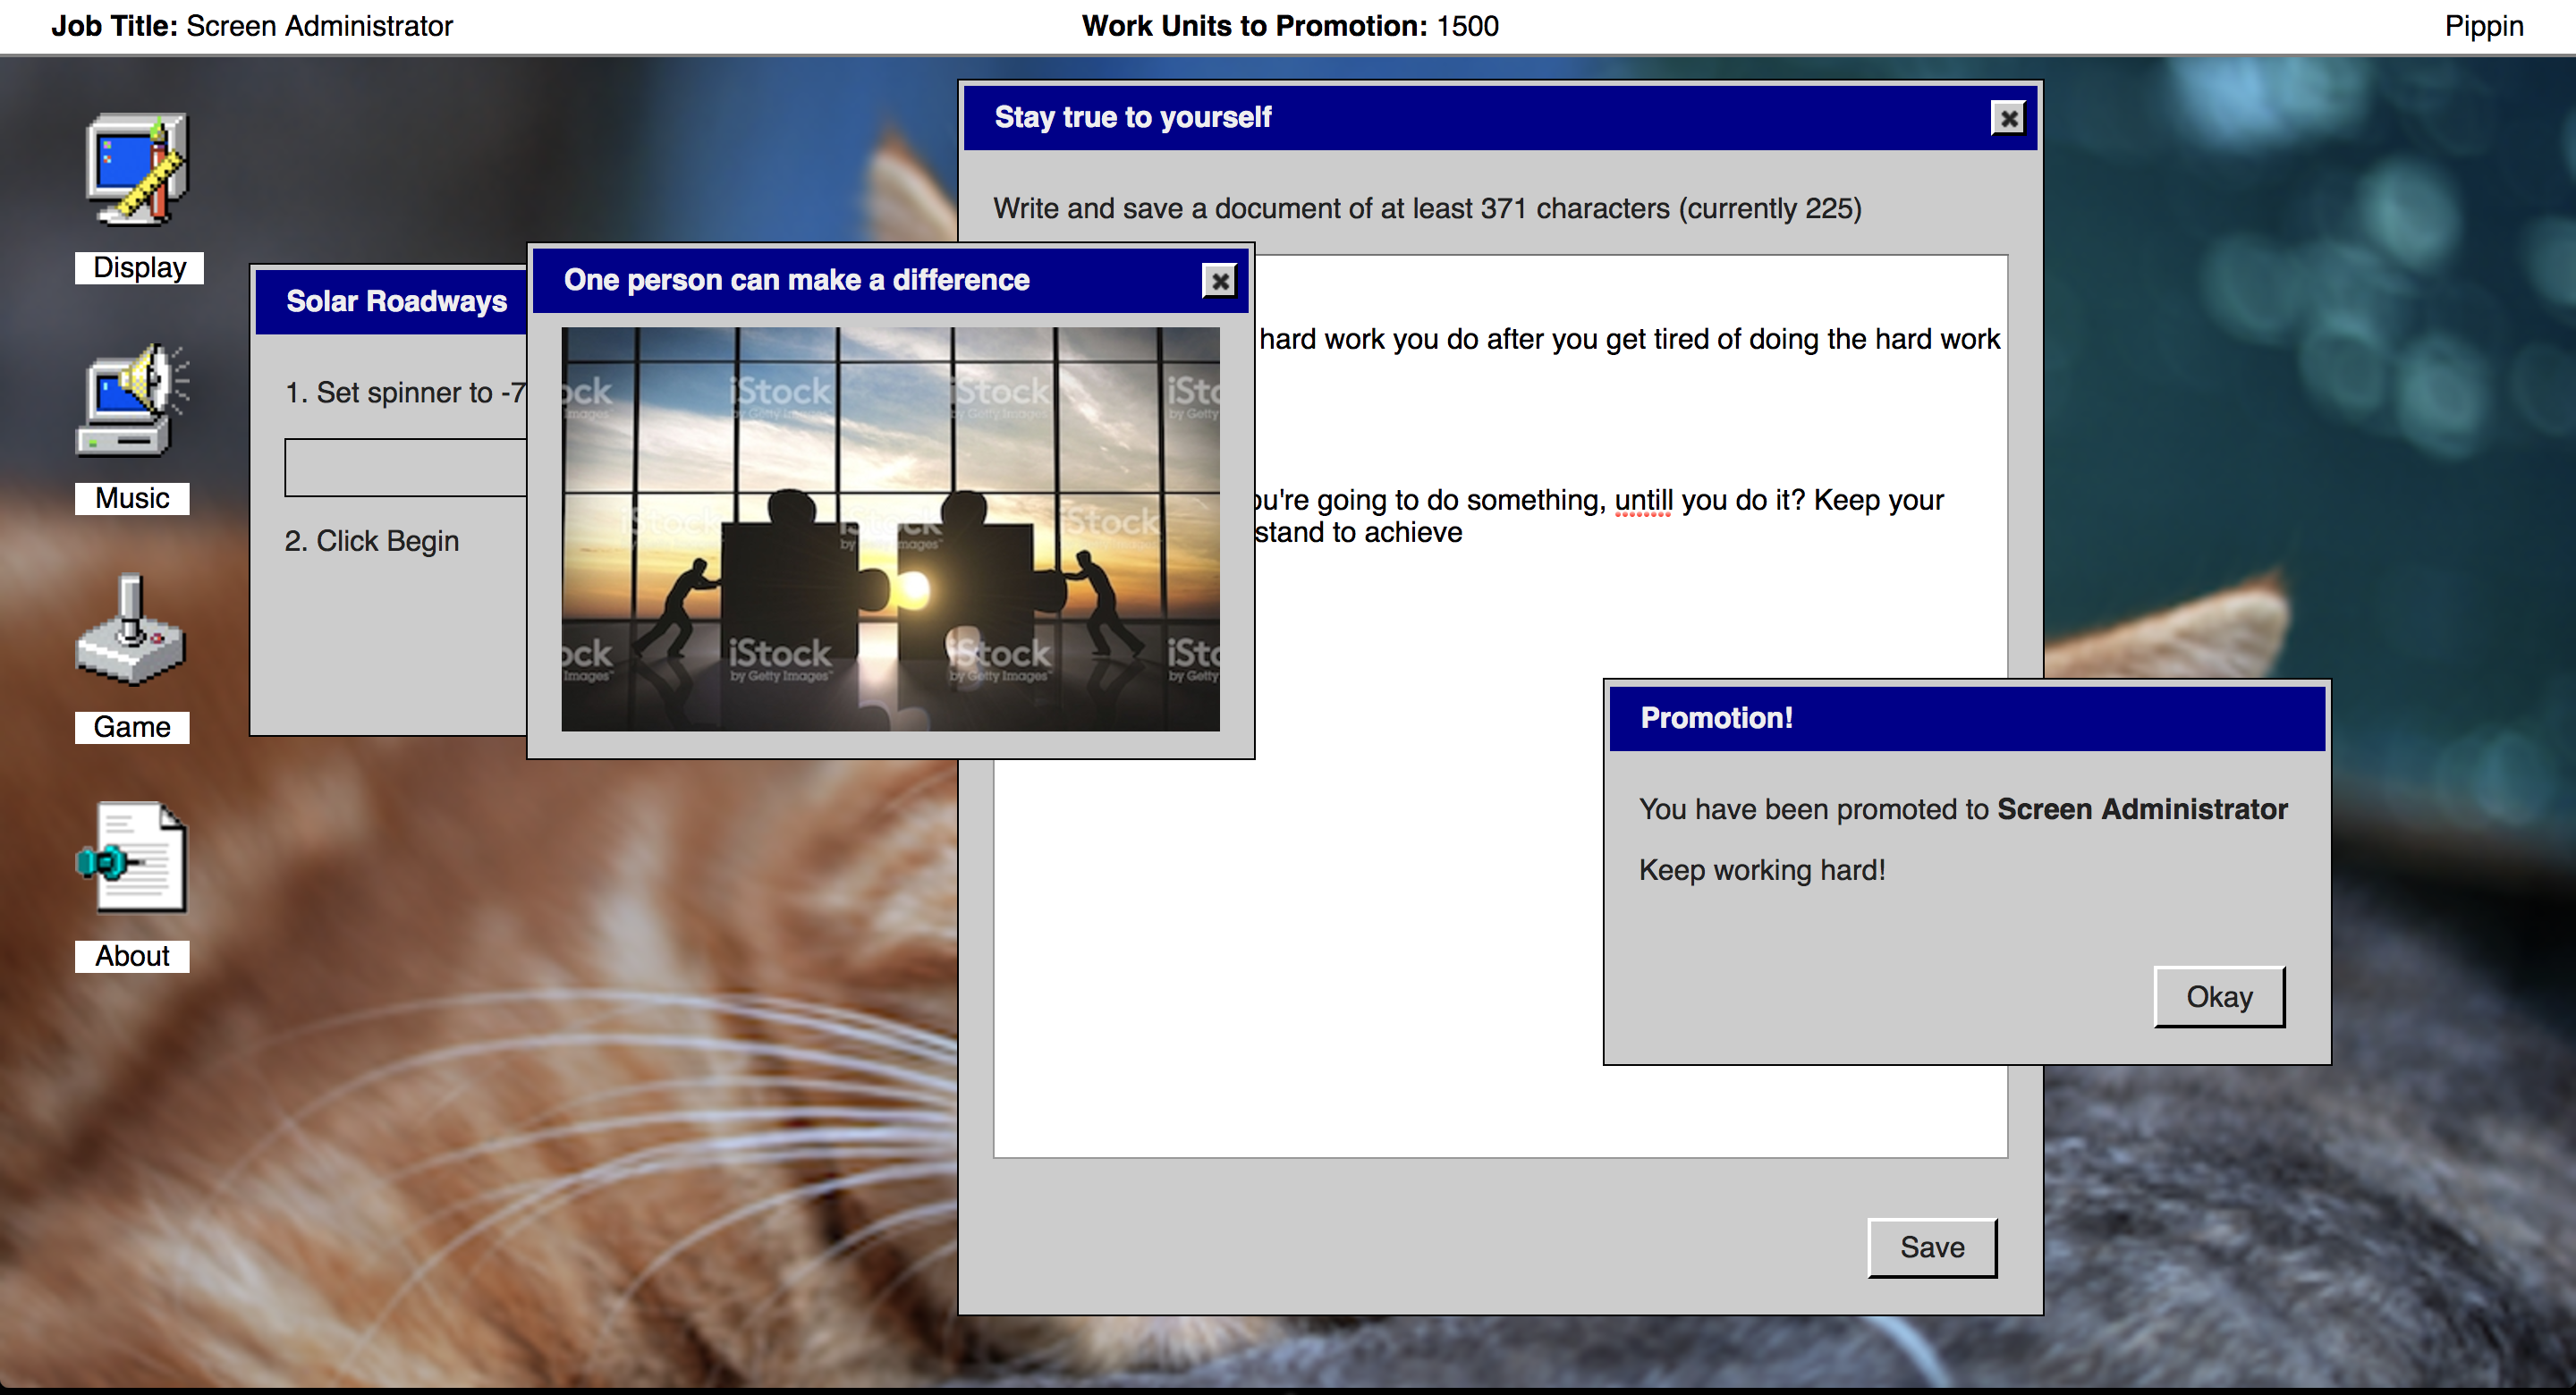 Job Title: Screen Administrator
Work Units to Promotion: 1500
Pippin
Display
Music
Game
About
Solar Roadways
1. Set spinner to -7
2. Click Begin
One person can make a difference
iStock
by Getty Images™
Stay true to yourself
Write and save a document of at least 371 characters (currently 225)
hard work you do after you get tired of doing the hard work
ou're going to do something, untill you do it? Keep your
stand to achieve
Save
Promotion!
You have been promoted to Screen Administrator
Keep working hard!
Okay